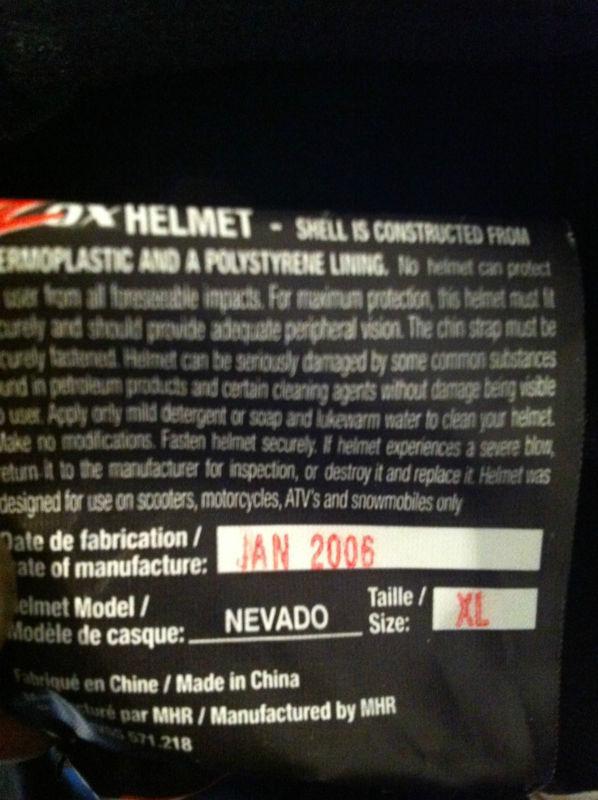 Zox HELMET - SHELL IS CONSTRUCTED FROM
ERMOPLASTIC AND A POLYSTYRENE LINING. No helmet can protect
user from all foreseeable impacts. For maximum protection, this helmet must fit
curely and should provide adequate peripheral vision. The chin strap must be
curely fastened. Helmet can be seriously damaged by some common substances
und in petroleum products and certain cleaning agents without damage being visible
o user. Apply only mild detergent or soap and lukewarm water to clean your helmet.
Make no modifications. Fasten helmet securely. If helmet experiences a severe blow,
eturn it to the manufacturer for inspection, or destroy it and replace it. Helmet was
designed for use on scooters, motorcycles, ATV's and snowmobiles only
Date de fabrication /
ate of manufacture: JAN 2006
elmet Model /
Modèle de casque: NEVADO
Taille /
Size: XL
Fabriqué en Chine / Made in China
turé par MHR / Manufactured by MHR
571.218